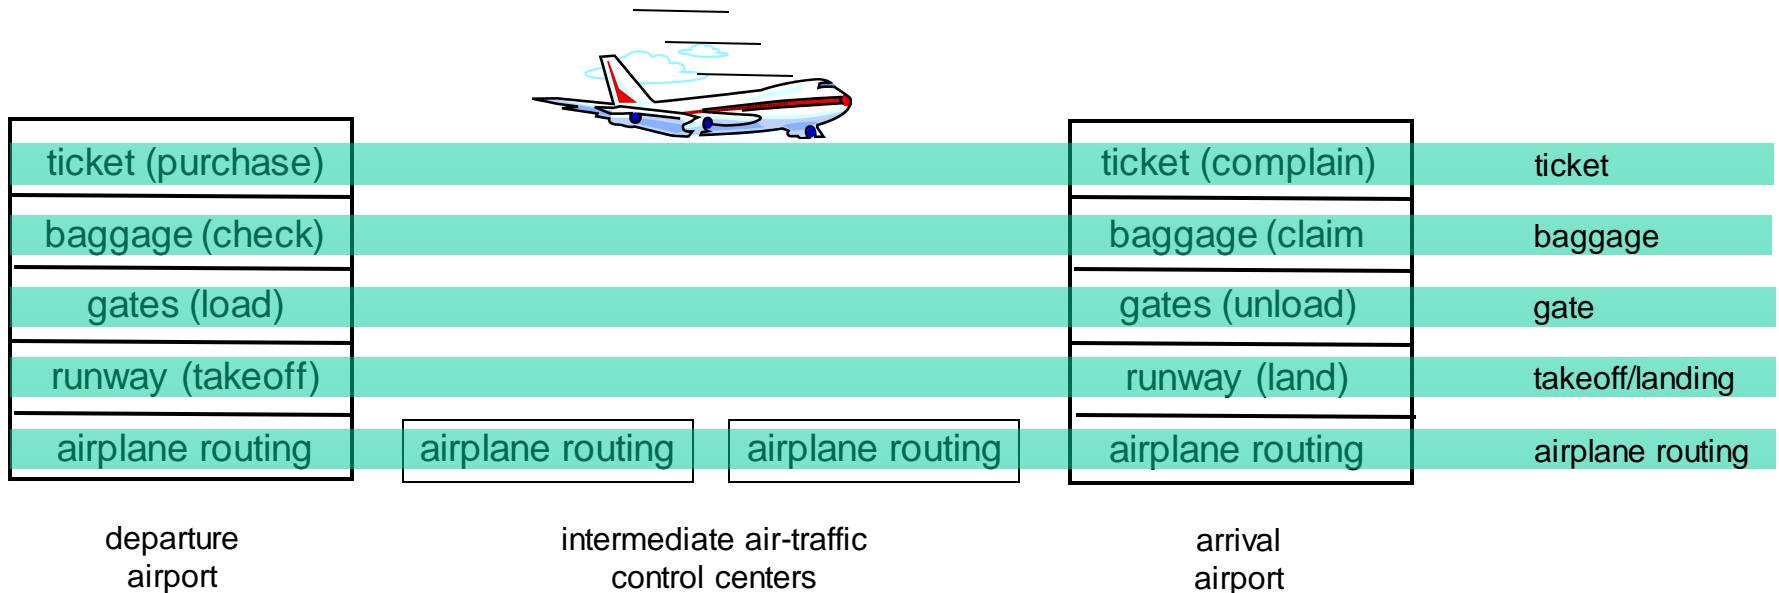 ticket (purchase) ticket (complain) ticket
baggage (check) baggage (claim baggage
gates (load) gates (unload) gate
runway (takeoff) runway (land) takeoff/landing
airplane routing airplane routing airplane routing airplane routing airplane routing
departure
airport
intermediate air-traffic
control centers
arrival
airport